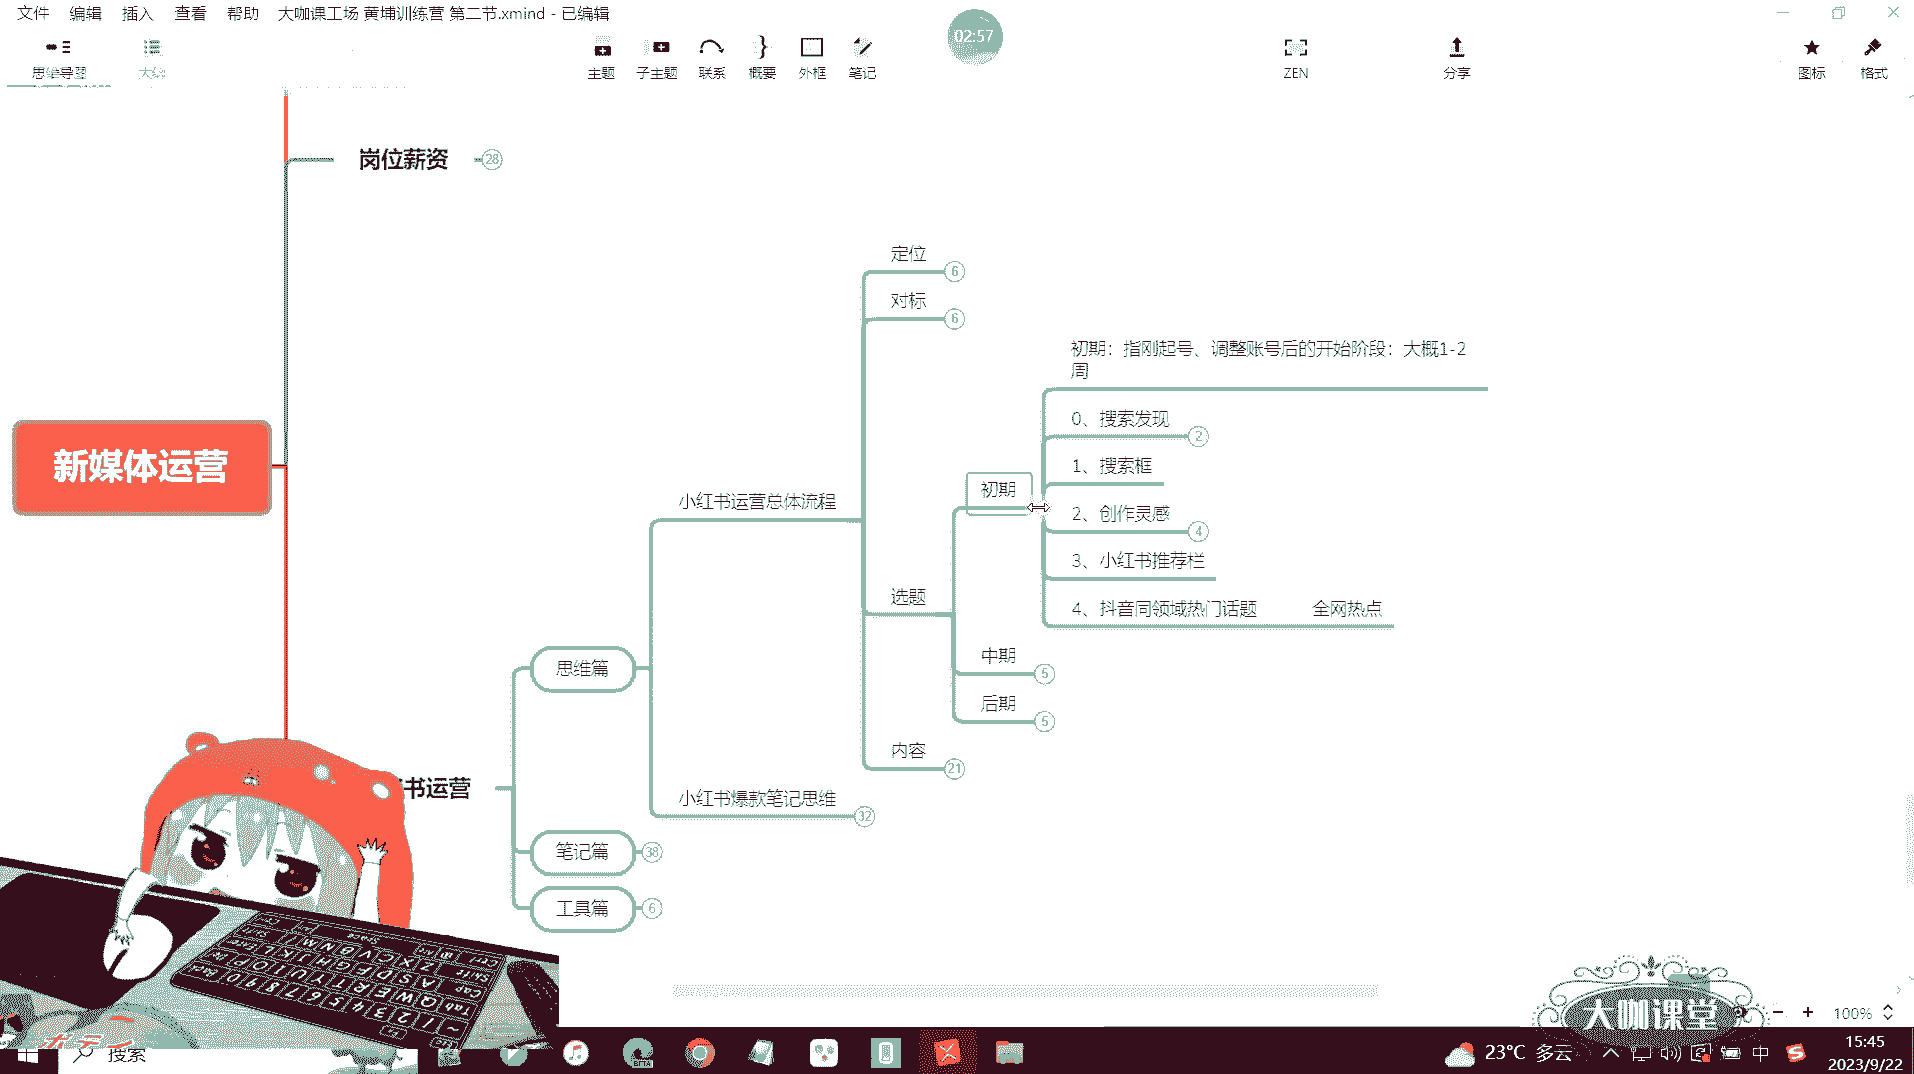 文件 编辑 插入 查看 帮助 大咖课工场 黄埔训练营 第二节.xmind - 已编辑
02:57
思维导图 大纲 主题 子主题 联系 概要 外框 笔记 ZEN 分享 图标 格式
岗位薪资 28
定位 6
对标 6
初期：指刚起号、调整账号后的开始阶段：大概1-2
周
0、搜索发现 2
1、搜索框
新媒体运营
初期
小红书运营总体流程
2、创作灵感 4
3、小红书推荐栏
选题
4、抖音同领域热门话题 全网热点
中期 5
思维篇
后期 5
内容 21
书运营
小红书爆款笔记思维 32
笔记篇 38
工具篇 6
大咖课堂
100%
搜索
23°C 多云
中
15:45
2023/9/22